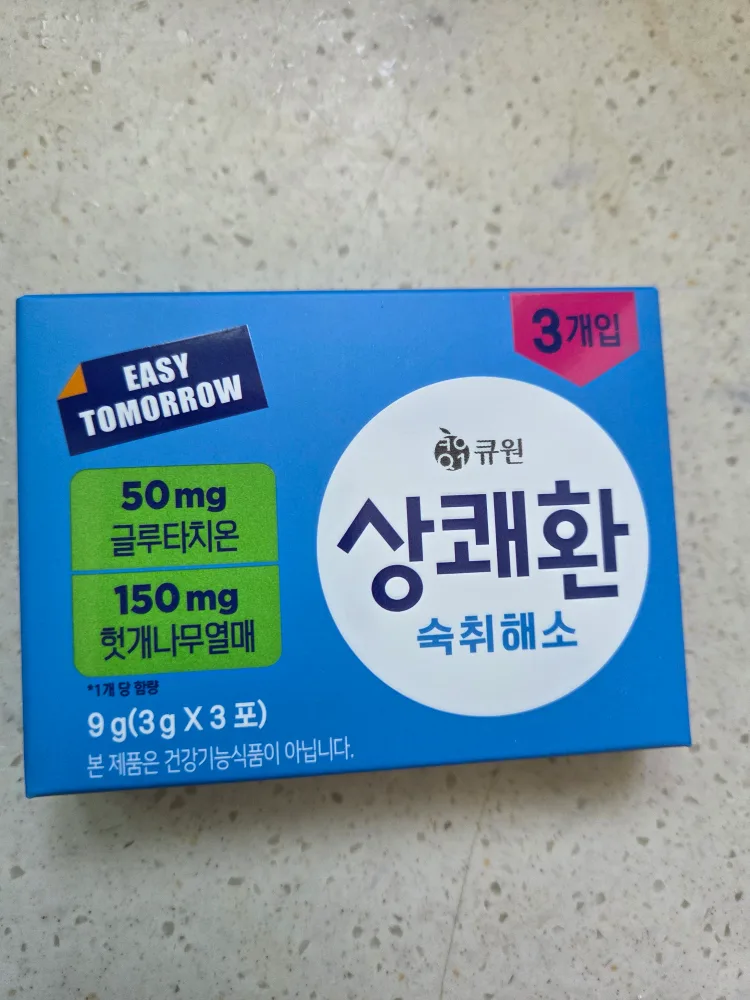 3개입
EASY
TOMORROW
큐원
상쾌환
숙취해소
50mg
글루타치온
150mg
헛개나무열매
*1개 당 함량
9g(3g X 3포)
본 제품은 건강기능식품이 아닙니다.